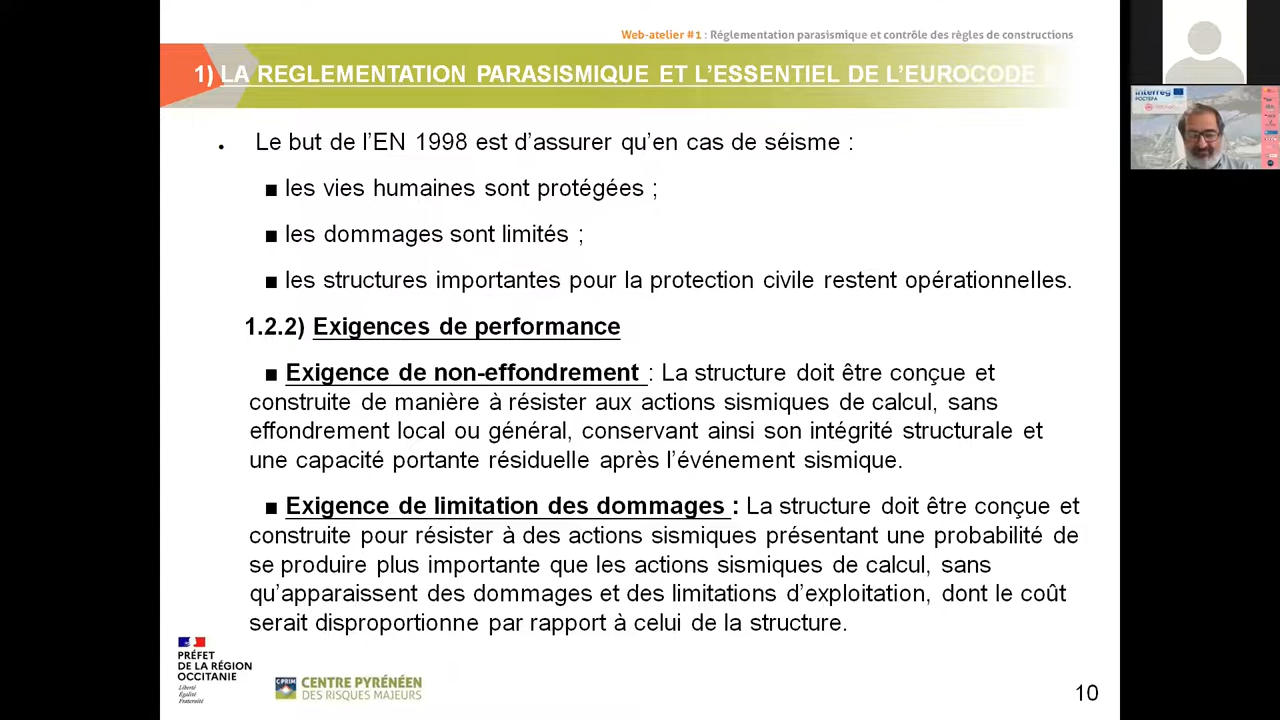 Web-atelier #1 : Réglementation parasismique et contrôle des règles de constructions
1) LA REGLEMENTATION PARASISMIQUE ET L’ESSENTIEL DE L’EUROCODE
• Le but de l’EN 1998 est d’assurer qu’en cas de séisme :
■ les vies humaines sont protégées ;
■ les dommages sont limités ;
■ les structures importantes pour la protection civile restent opérationnelles.
1.2.2) Exigences de performance
■ Exigence de non-effondrement : La structure doit être conçue et
construite de manière à résister aux actions sismiques de calcul, sans
effondrement local ou général, conservant ainsi son intégrité structurale et
une capacité portante résiduelle après l’événement sismique.
■ Exigence de limitation des dommages : La structure doit être conçue et
construite pour résister à des actions sismiques présentant une probabilité de
se produire plus importante que les actions sismiques de calcul, sans
qu’apparaissent des dommages et des limitations d’exploitation, dont le coût
serait disproportionne par rapport à celui de la structure.
PRÉFET
DE LA RÉGION
OCCITANIE
Liberté
Égalité
Fraternité
CPRIM
CENTRE PYRÉNÉEN
DES RISQUES MAJEURS
10
Interreg
POCTEFA